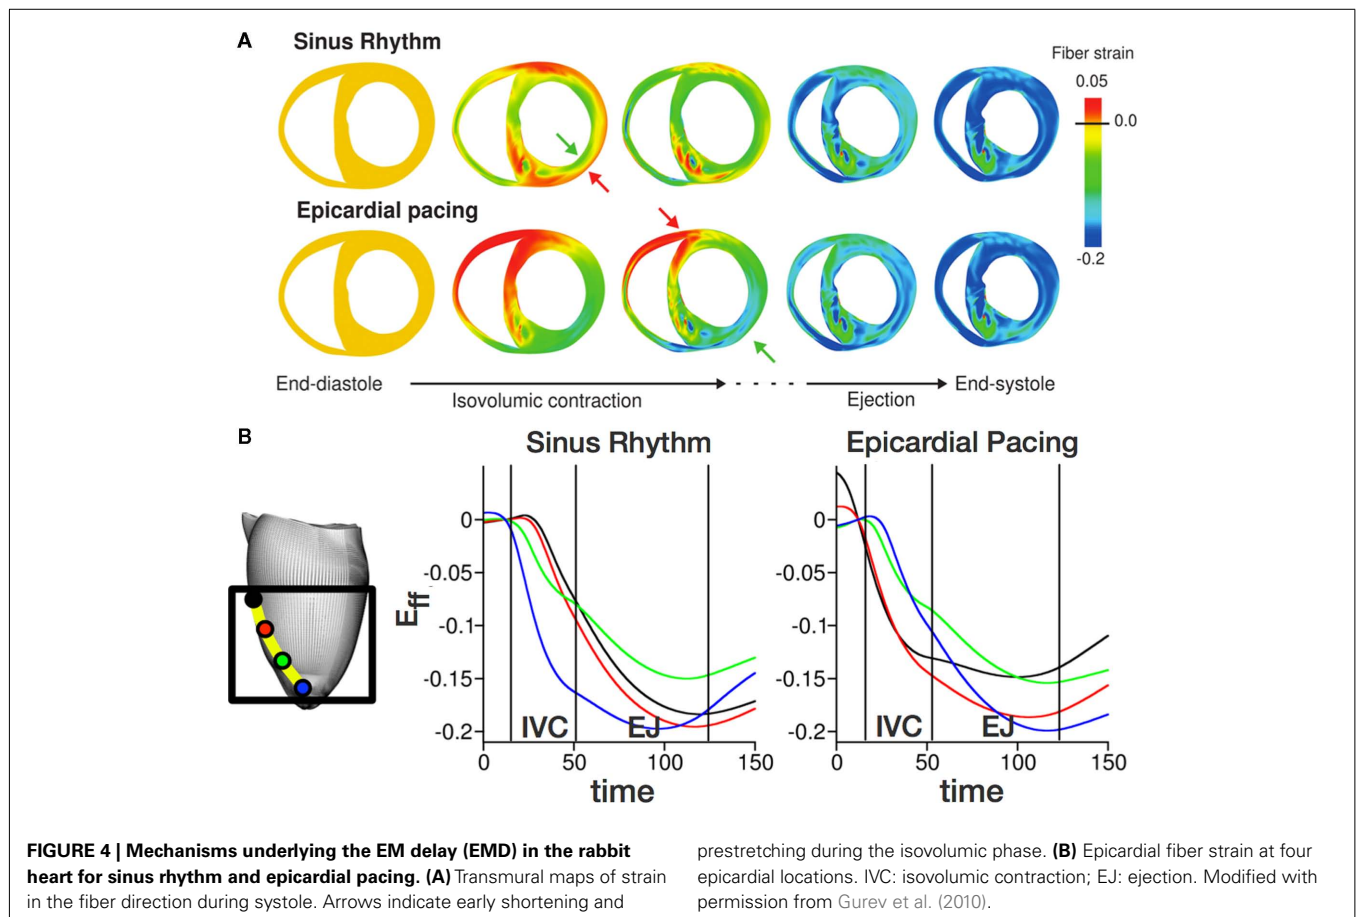 A
Sinus Rhythm
Fiber strain
0.05
0.0
Epicardial pacing
-0.2
End-diastole
Isovolumic contraction
Ejection
End-systole
B
Sinus Rhythm
Epicardial Pacing
0
-0.05
-0.1
-0.15
-0.2
Eff
IVC
EJ
0
50
100
150
time
0
-0.05
-0.1
-0.15
-0.2
IVC
EJ
0
50
100
150
time
FIGURE 4 | Mechanisms underlying the EM delay (EMD) in the rabbit
heart for sinus rhythm and epicardial pacing. (A) Transmural maps of strain
in the fiber direction during systole. Arrows indicate early shortening and
prestretching during the isovolumic phase. (B) Epicardial fiber strain at four
epicardial locations. IVC: isovolumic contraction; EJ: ejection. Modified with
permission from Gurev et al. (2010).